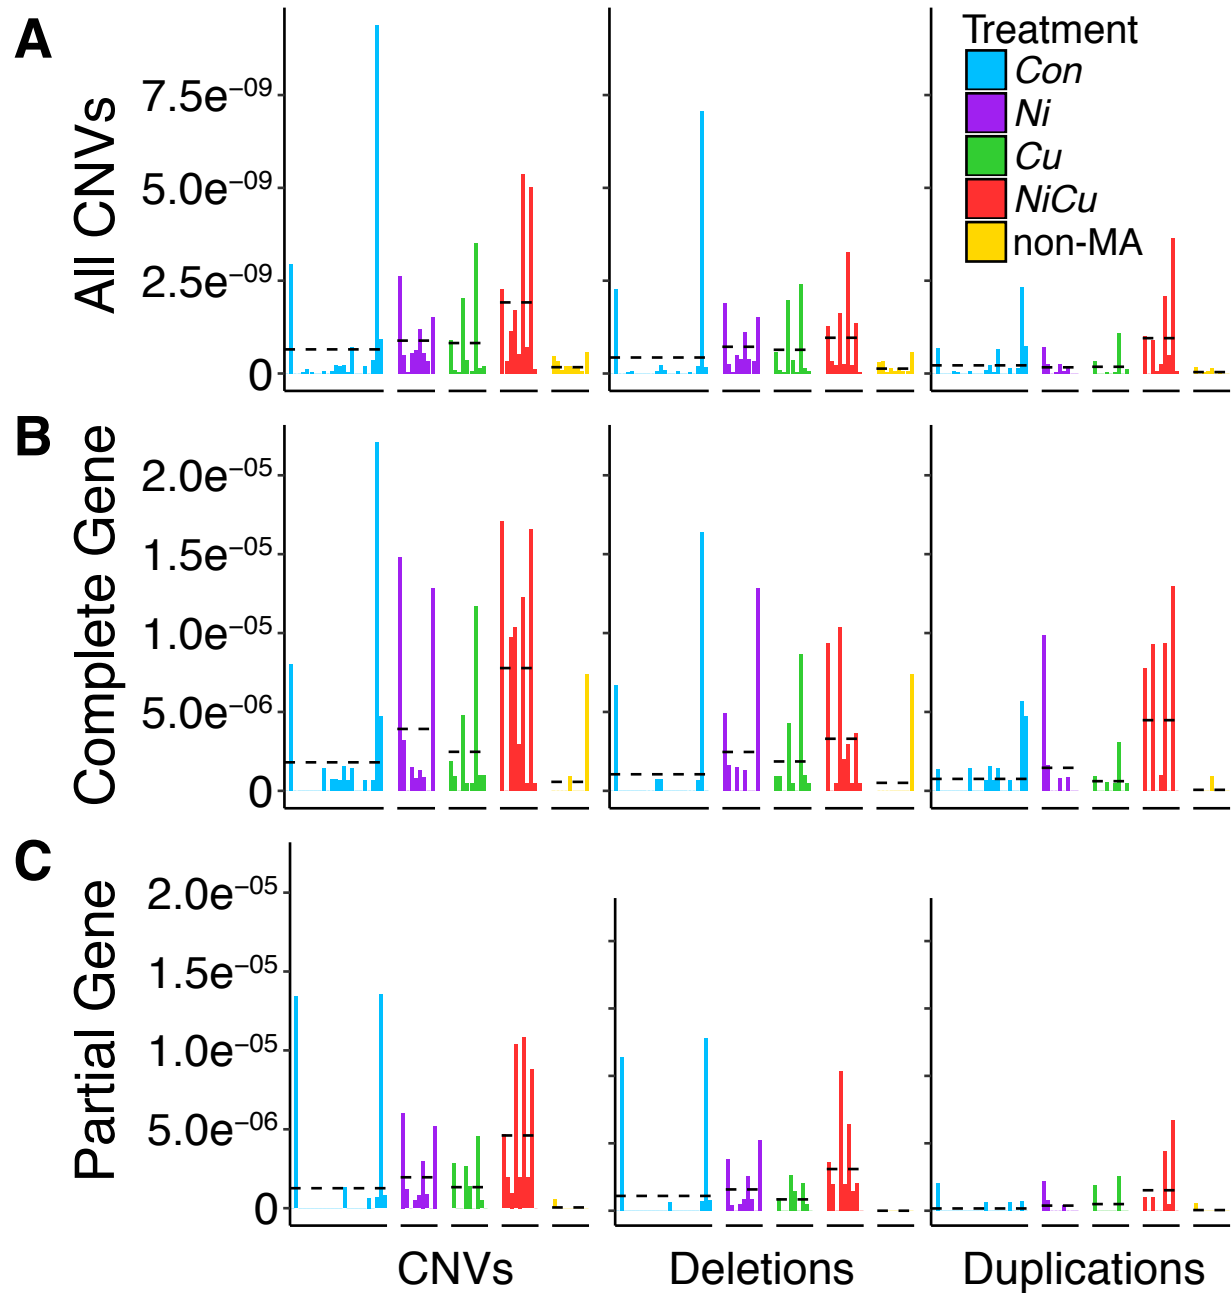 A
All CNVs
7.5e−09
5.0e−09
2.5e−09
0
Treatment
Con
Ni
Cu
NiCu
non-MA
B
Complete Gene
2.0e−05
1.5e−05
1.0e−05
5.0e−06
0
C
Partial Gene
2.0e−05
1.5e−05
1.0e−05
5.0e−06
0
CNVs
Deletions
Duplications